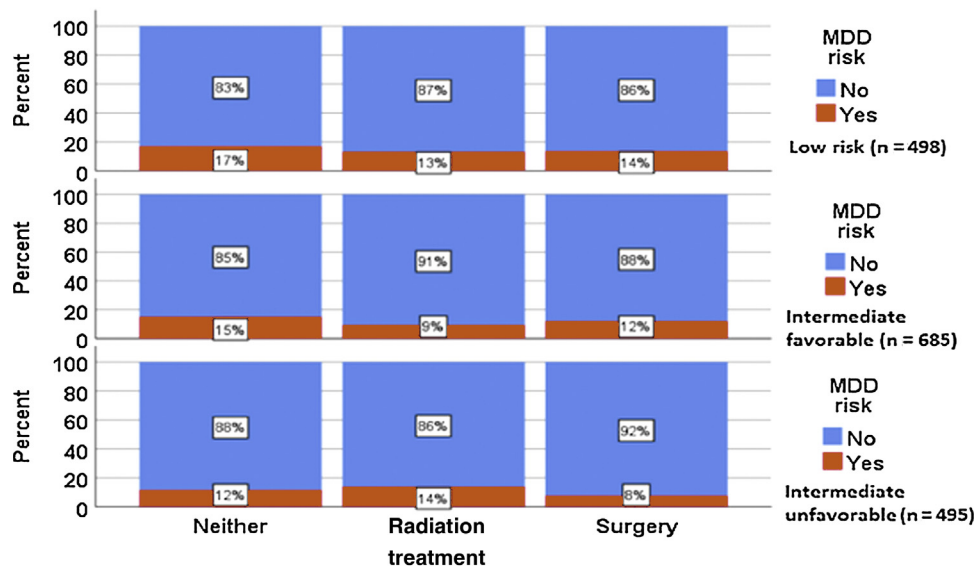 100
80
60
40
20
0
Percent
83%
87%
86%
17%
13%
14%
MDD
risk
No
Yes
Low risk (n = 498)
100
80
60
40
20
0
Percent
85%
91%
88%
15%
9%
12%
MDD
risk
No
Yes
Intermediate
favorable (n = 685)
100
80
60
40
20
0
Percent
88%
86%
92%
12%
14%
8%
MDD
risk
No
Yes
Intermediate
unfavorable (n = 495)
Neither
Radiation
Surgery
treatment